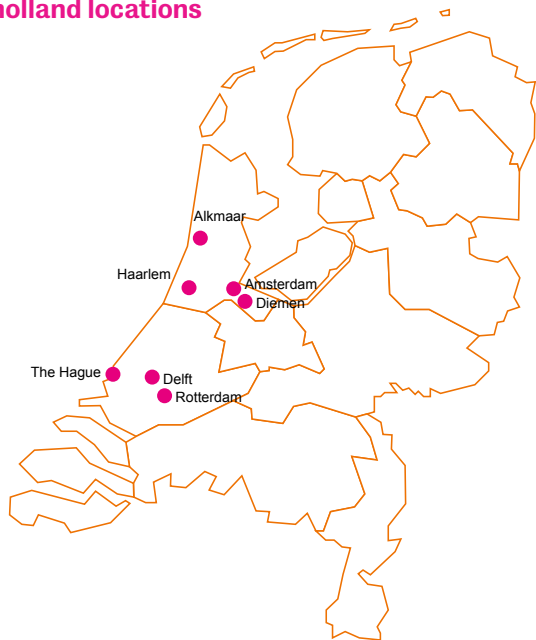 holland locations
Alkmaar
Haarlem
Amsterdam
Diemen
The Hague
Delft
Rotterdam